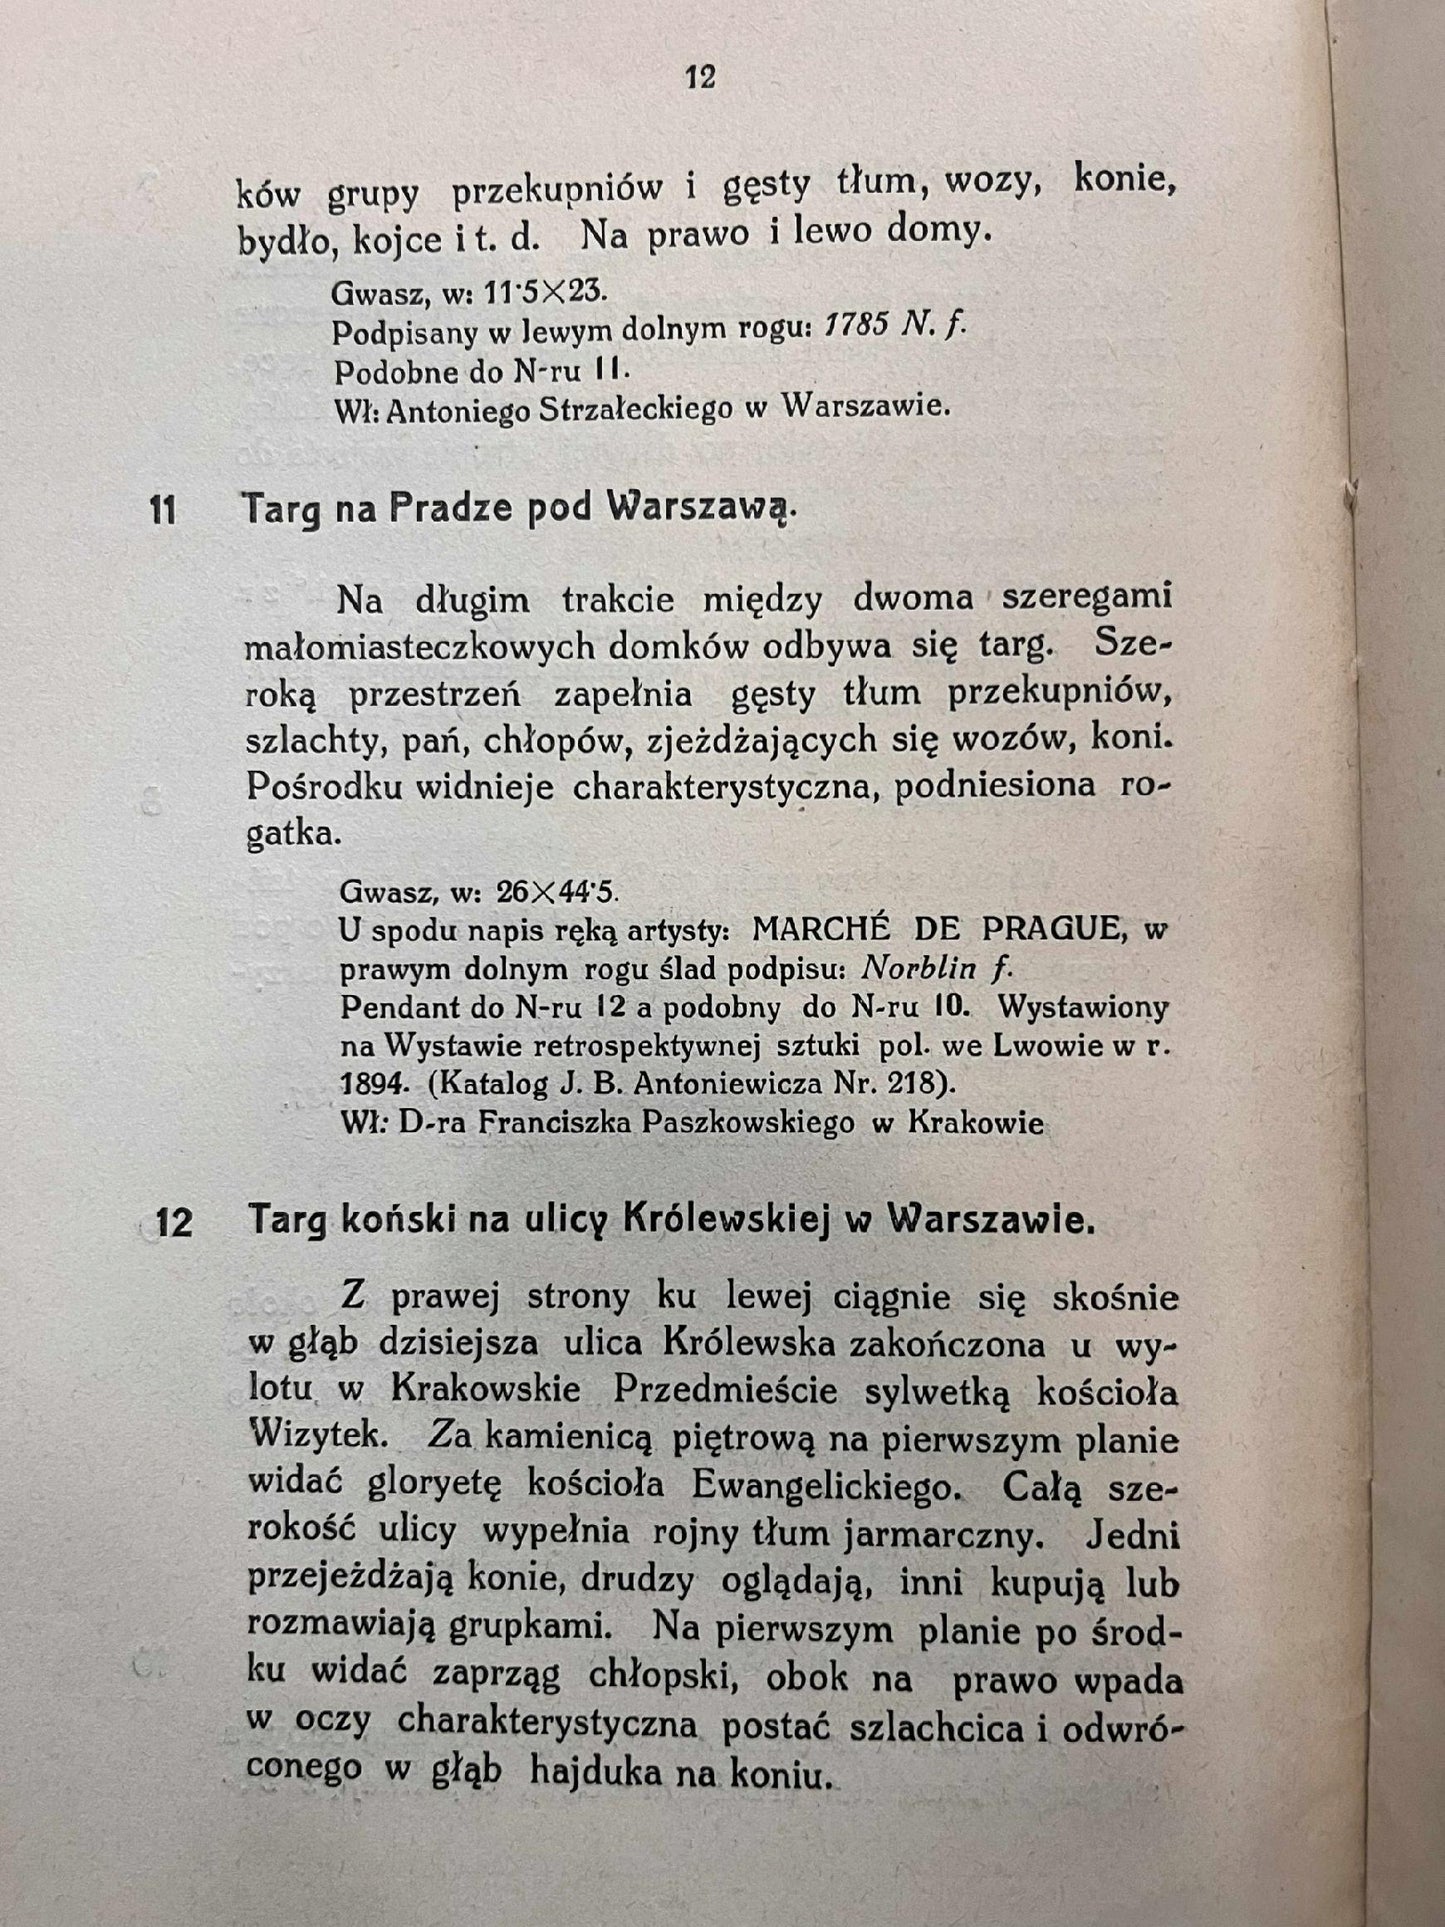 12
ków grupy przekupniów i gęsty tłum, wozy, konie,
bydło, kojce i t. d. Na prawo i lewo domy.
Gwasz, w: 11·5×23.
Podpisany w lewym dolnym rogu: 1785 N. f.
Podobne do N-ru 11.
Wł: Antoniego Strzałeckiego w Warszawie.
11 Targ na Pradze pod Warszawą.
Na długim trakcie między dwoma szeregami
małomiasteczkowych domków odbywa się targ. Sze-
roką przestrzeń zapełnia gęsty tłum przekupniów,
szlachty, pań, chłopów, zjeżdżających się wozów, koni.
Pośrodku widnieje charakterystyczna, podniesiona ro-
gatka.
Gwasz, w: 26×44·5.
U spodu napis ręką artysty: MARCHÉ DE PRAGUE, w
prawym dolnym rogu ślad podpisu: Norblin f.
Pendant do N-ru 12 a podobny do N-ru 10. Wystawiony
na Wystawie retrospektywnej sztuki pol. we Lwowie w r.
1894. (Katalog J. B. Antoniewicza Nr. 218).
Wł: D-ra Franciszka Paszkowskiego w Krakowie
12 Targ koński na ulicy Królewskiej w Warszawie.
Z prawej strony ku lewej ciągnie się skośnie
w głąb dzisiejsza ulica Królewska zakończona u wy-
lotu w Krakowskie Przedmieście sylwetką kościoła
Wizytek. Za kamienicą piętrową na pierwszym planie
widać gloryetę kościoła Ewangelickiego. Całą sze-
rokość ulicy wypełnia rojny tłum jarmarczny. Jedni
przejeżdżają konie, drudzy oglądają, inni kupują lub
rozmawiają grupkami. Na pierwszym planie po środ-
ku widać zaprząg chłopski, obok na prawo wpada
w oczy charakterystyczna postać szlachcica i odwró-
conego w głąb hajduka na koniu.